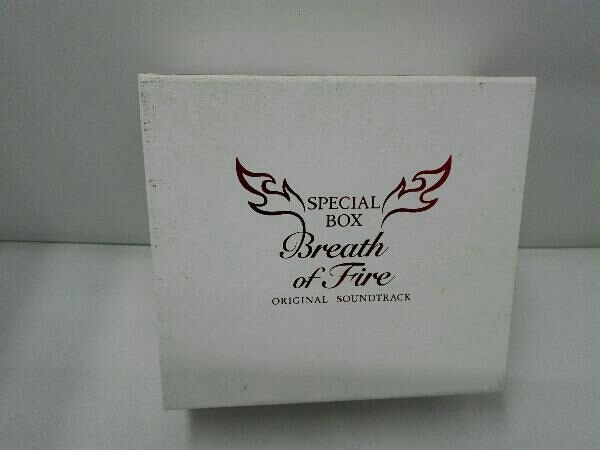 SPECIAL
BOX
Breath
of Fire
ORIGINAL SOUNDTRACK